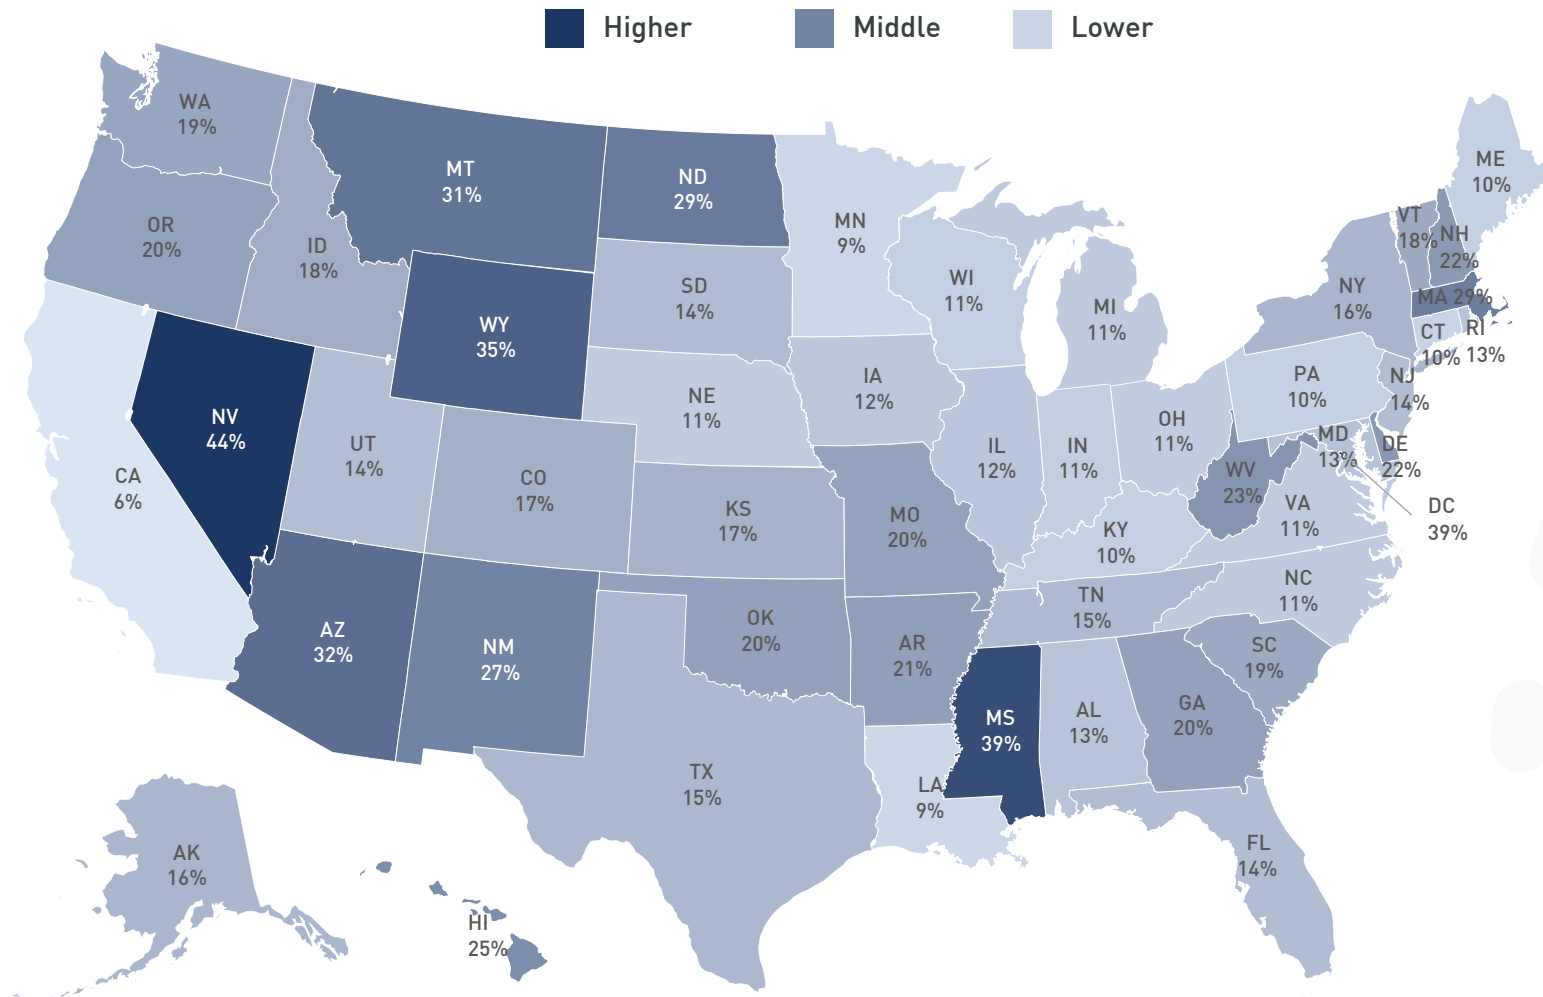 Higher
Middle
Lower
WA
19%
MT
31%
ND
29%
MN
9%
ME
10%
OR
20%
ID
18%
VT
18%
NH
22%
WI
11%
SD
14%
NY
16%
MA 29%
MI
11%
WY
35%
CT
10%
RI
13%
IA
12%
PA
10%
NJ
14%
NE
11%
NV
44%
UT
14%
OH
11%
IL
12%
IN
11%
MD
13%
DE
22%
CA
6%
CO
17%
WV
23%
VA
11%
DC
39%
KS
17%
MO
20%
KY
10%
NC
11%
TN
15%
AZ
32%
NM
27%
OK
20%
AR
21%
SC
19%
MS
39%
AL
13%
GA
20%
TX
15%
LA
9%
FL
14%
AK
16%
HI
25%